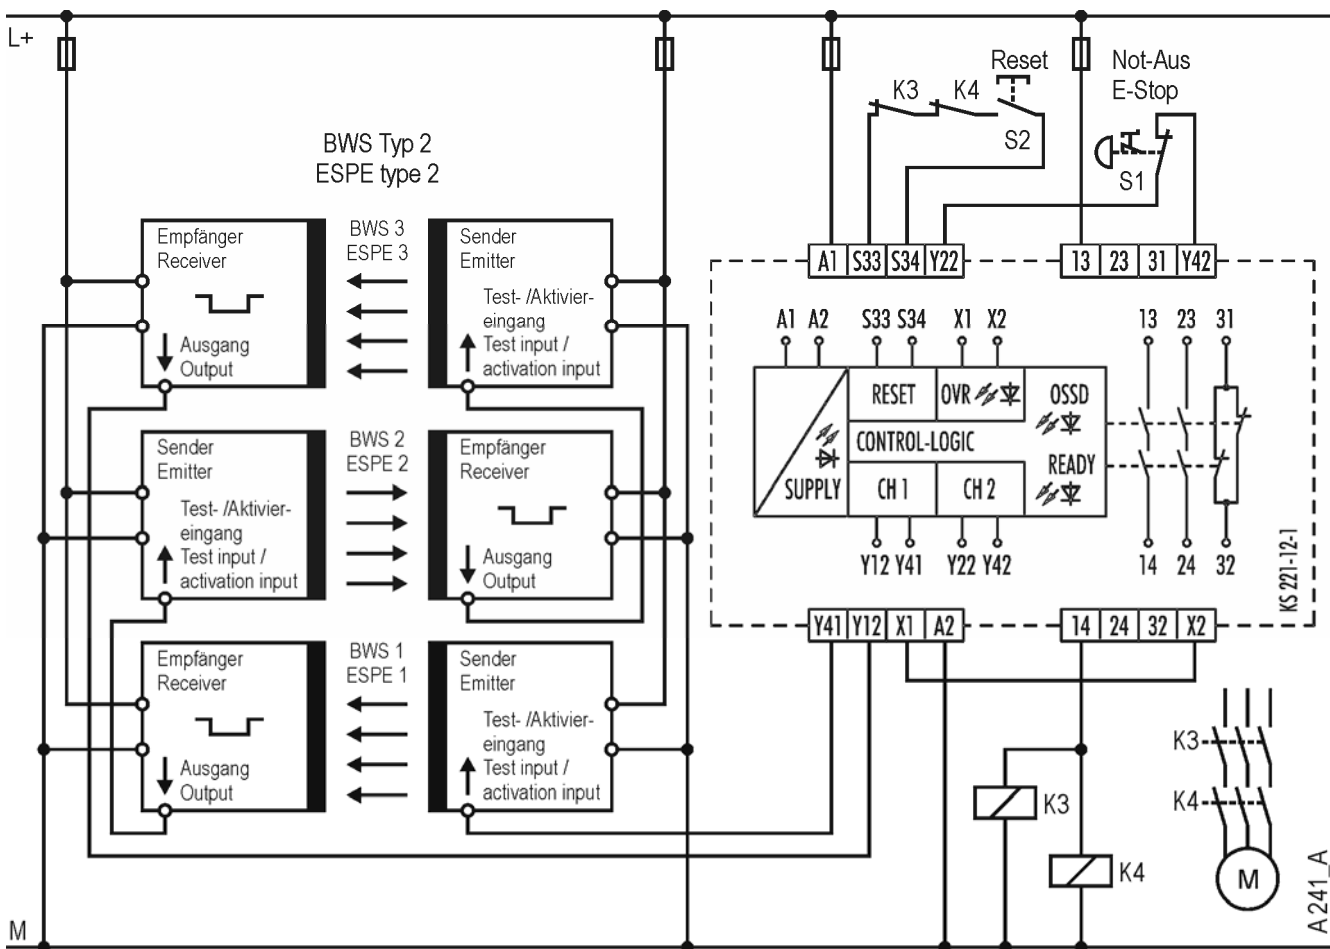 L+
Reset
K3
K4
S2
Not-Aus
E-Stop
S1
BWS Typ 2
ESPE type 2
Empfänger
Receiver
Ausgang
Output
BWS 3
ESPE 3
Sender
Emitter
Test- /Aktivier-
eingang
Test input /
activation input
Sender
Emitter
Test- /Aktivier-
eingang
Test input /
activation input
BWS 2
ESPE 2
Empfänger
Receiver
Ausgang
Output
Empfänger
Receiver
Ausgang
Output
BWS 1
ESPE 1
Sender
Emitter
Test- /Aktivier-
eingang
Test input /
activation input
A1 S33 S34 Y22
13 23 31 Y42
A1 A2 S33 S34 X1 X2
13 23 31
RESET
OVR
OSSD
CONTROL-LOGIC
READY
SUPPLY
CH 1
CH 2
Y12 Y41 Y22 Y42
14 24 32
KS 221-12-1
Y41 Y12 X1 A2
14 24 32 X2
K3
K4
K3
K4
M
A241_A
M